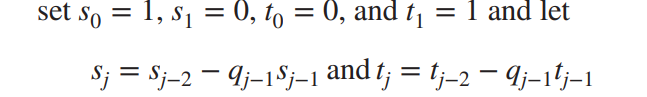 set s₀ = 1, s₁ = 0, t₀ = 0, and t₁ = 1 and let
sⱼ = sⱼ₋₂ − qⱼ₋₁sⱼ₋₁ and tⱼ = tⱼ₋₂ − qⱼ₋₁tⱼ₋₁